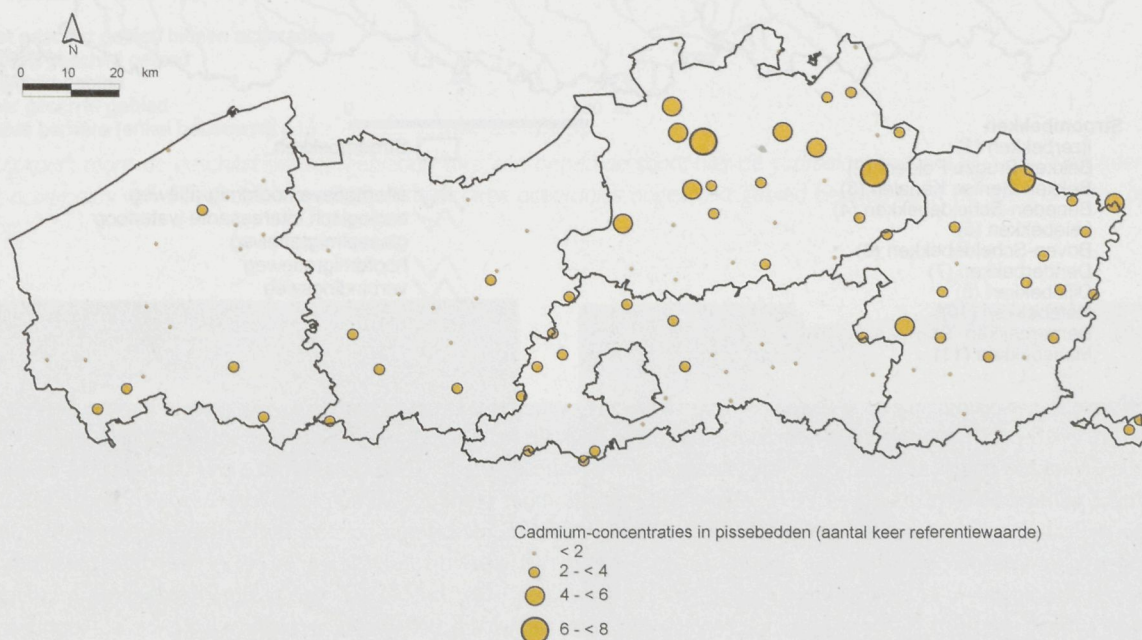 N
0 10 20 km
Cadmium-concentraties in pissebedden (aantal keer referentiewaarde)
< 2
2 - < 4
4 - < 6
6 - < 8